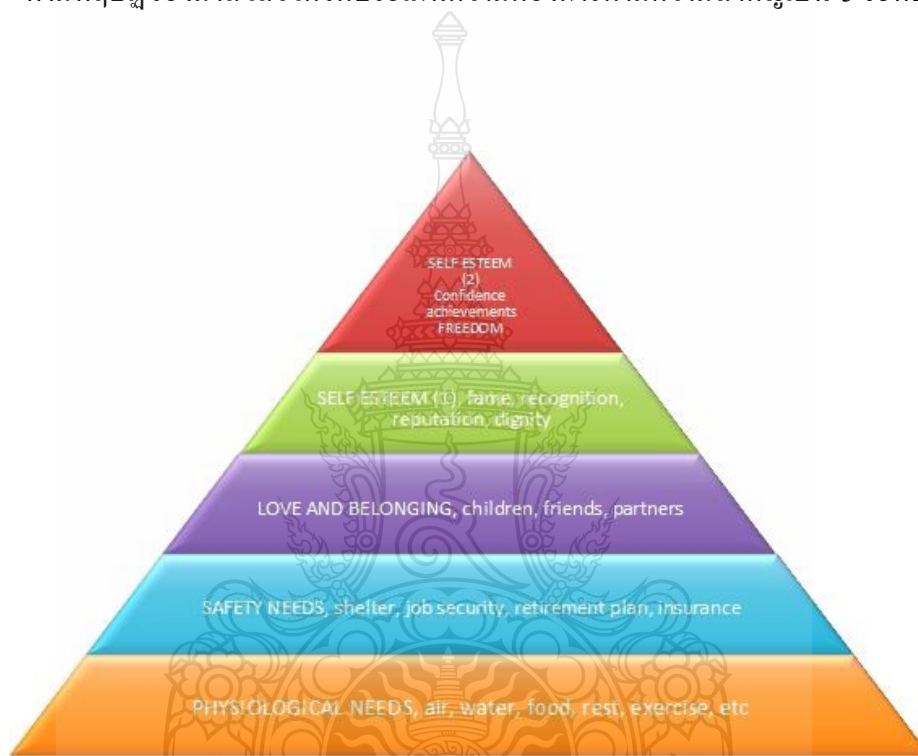 SELF ESTEEM
(2)
Confidence
achievements
FREEDOM
SELF ESTEEM (1), fame, recognition,
reputation, dignity
LOVE AND BELONGING, children, friends, partners
SAFETY NEEDS, shelter, job security, retirement plan, insurance
PHYSIOLOGICAL NEEDS, air, water, food, rest, exercise, etc